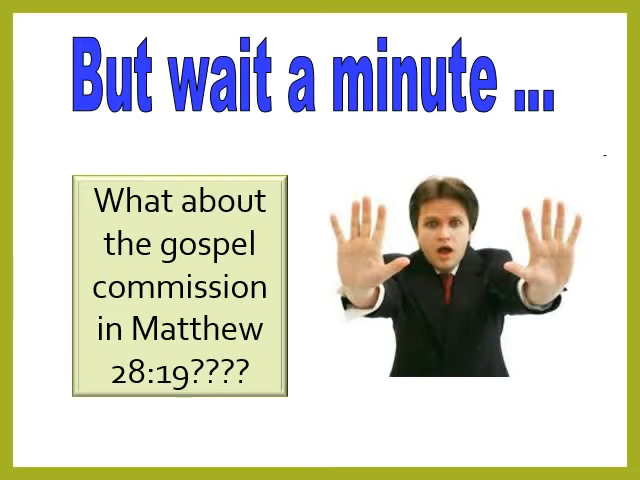 But wait a minute ...
What about
the gospel
commission
in Matthew
28:19????